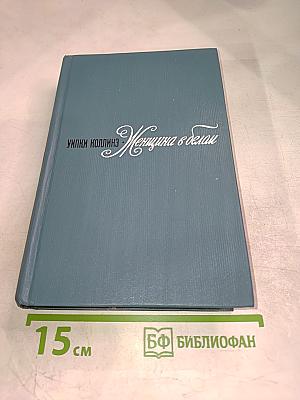 УИЛКИ КОЛЛИНЗ · Женщина в белом
15 см
БФ БИБЛИОФАН